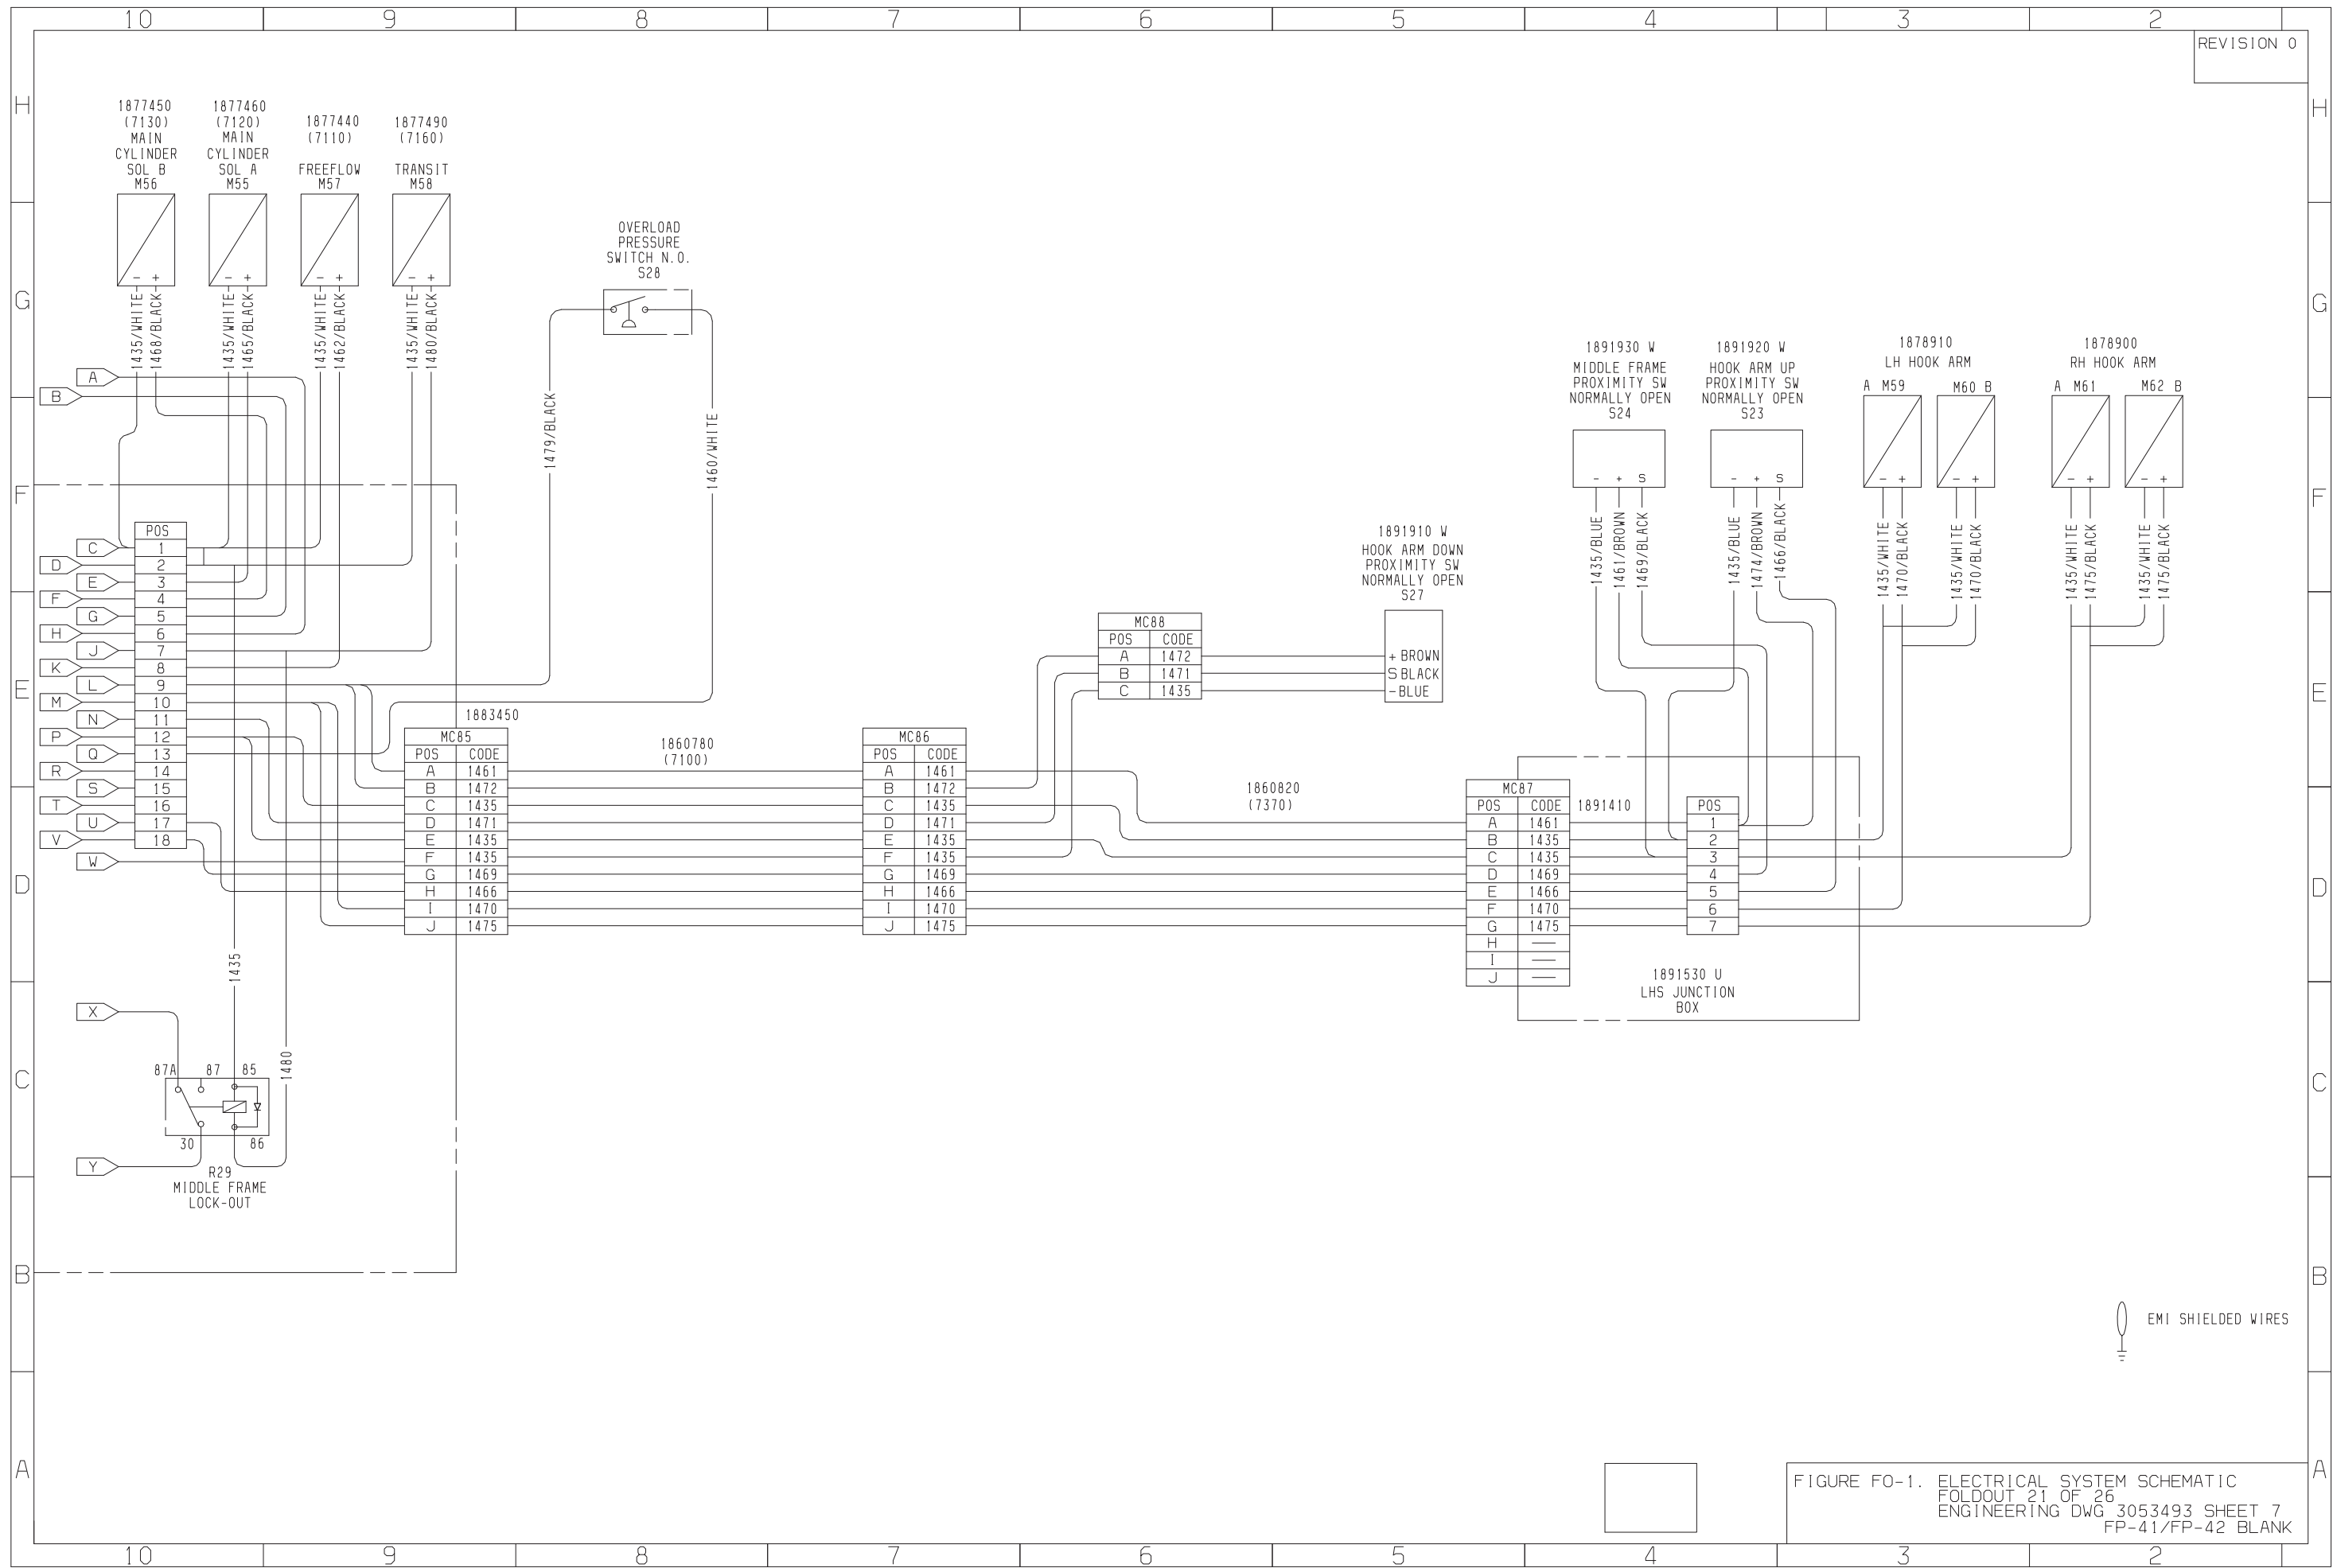 10 9 8 7 6 5 4 3 2
REVISION 0
H H
G G
F F
E E
D D
C C
B B
A A
1877450
(7130)
MAIN
CYLINDER
SOL B
M56
- +
1435/WHITE
1468/BLACK
1877460
(7120)
MAIN
CYLINDER
SOL A
M55
- +
1435/WHITE
1465/BLACK
1877440
(7110)
FREEFLOW
M57
- +
1435/WHITE
1462/BLACK
1877490
(7160)
TRANSIT
M58
- +
1435/WHITE
1480/BLACK
OVERLOAD
PRESSURE
SWITCH N.O.
S28
1479/BLACK
1460/WHITE
1891930 W
MIDDLE FRAME
PROXIMITY SW
NORMALLY OPEN
S24
- + S
1435/BLUE
1461/BROWN
1469/BLACK
1891920 W
HOOK ARM UP
PROXIMITY SW
NORMALLY OPEN
S23
- + S
1435/BLUE
1474/BROWN
1466/BLACK
1878910
LH HOOK ARM
A M59 M60 B
- + - +
1435/WHITE
1470/BLACK
1435/WHITE
1470/BLACK
1878900
RH HOOK ARM
A M61 M62 B
- + - +
1435/WHITE
1475/BLACK
1435/WHITE
1475/BLACK
A
B
POS
C 1
D 2
E 3
F 4
G 5
H 6
J 7
K 8
L 9
M 10
N 11
P 12
Q 13
R 14
S 15
T 16
U 17
V 18
W
X
Y
1435
1480
87A 87 85
30 86
R29
MIDDLE FRAME
LOCK-OUT
1883450
MC85
POS CODE
A 1461
B 1472
C 1435
D 1471
E 1435
F 1435
G 1469
H 1466
I 1470
J 1475
1860780
(7100)
MC86
POS CODE
A 1461
B 1472
C 1435
D 1471
E 1435
F 1435
G 1469
H 1466
I 1470
J 1475
MC88
POS CODE
A 1472
B 1471
C 1435
1891910 W
HOOK ARM DOWN
PROXIMITY SW
NORMALLY OPEN
S27
+ BROWN
S BLACK
- BLUE
1860820
(7370)
MC87
POS CODE
A 1461
B 1435
C 1435
D 1469
E 1466
F 1470
G 1475
H —
I —
J —
1891410
POS
1
2
3
4
5
6
7
1891530 U
LHS JUNCTION
BOX
EMI SHIELDED WIRES
FIGURE FO-1. ELECTRICAL SYSTEM SCHEMATIC
FOLDOUT 21 OF 26
ENGINEERING DWG 3053493 SHEET 7
FP-41/FP-42 BLANK
10 9 8 7 6 5 4 3 2